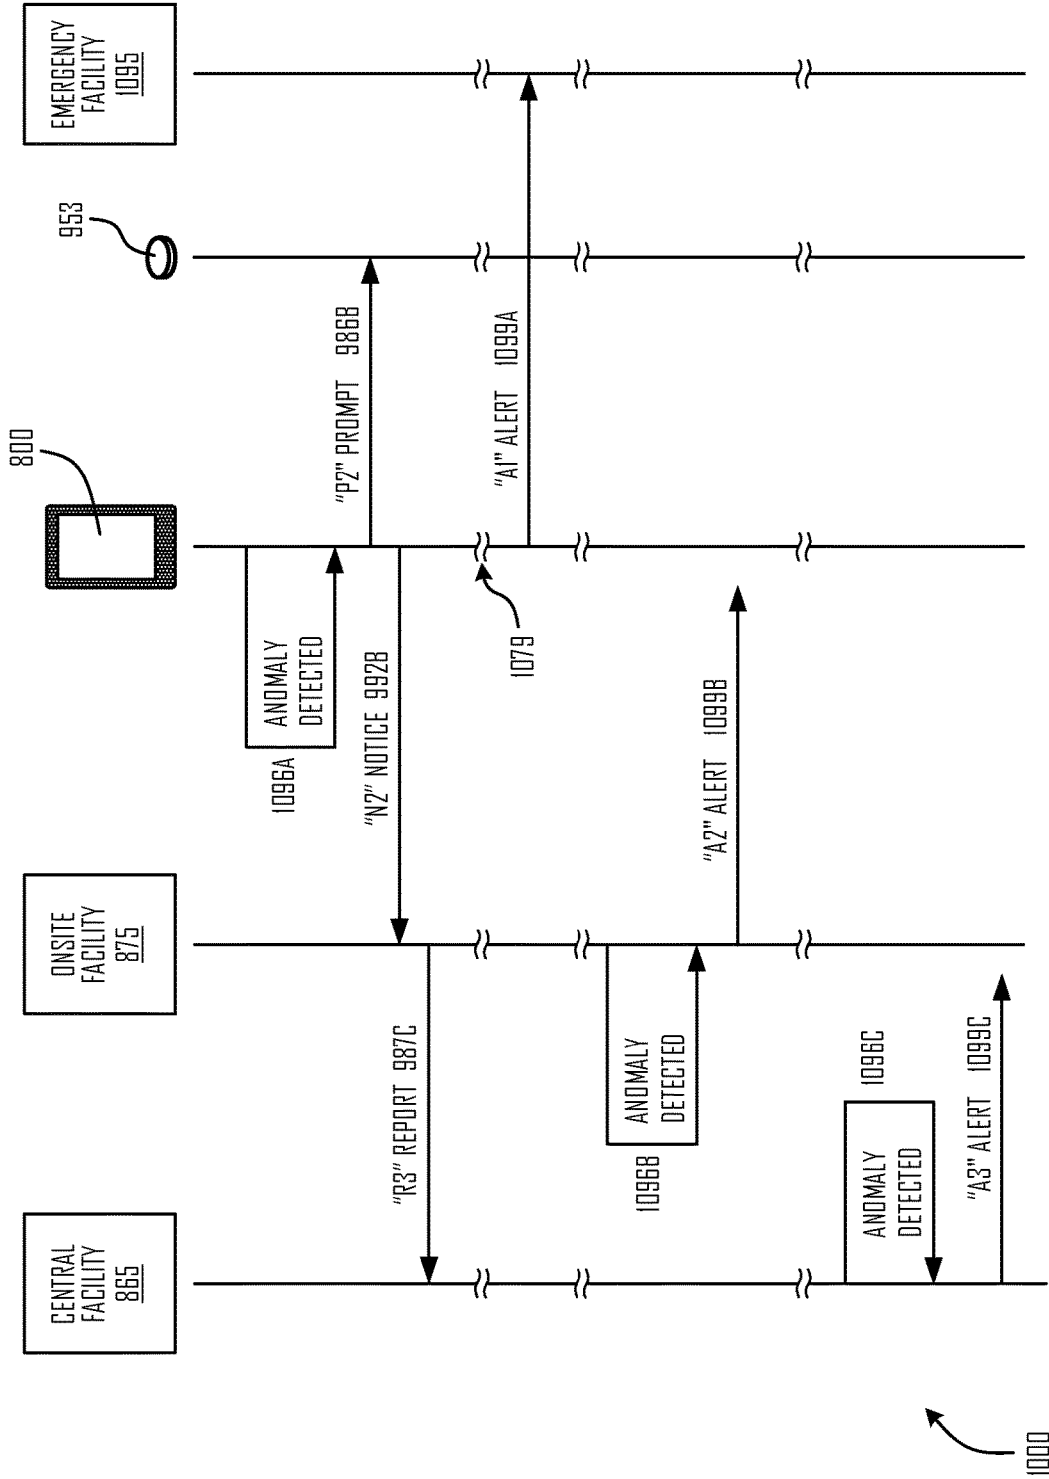 CENTRAL
FACILITY
865
ONSITE
FACILITY
875
800
953
EMERGENCY
FACILITY
1095
1096A
ANOMALY
DETECTED
"P2" PROMPT 986B
"N2" NOTICE 992B
"R3" REPORT 987C
1079
"A1" ALERT 1099A
1096B
ANOMALY
DETECTED
"A2" ALERT 1099B
ANOMALY
DETECTED
1096C
"A3" ALERT 1099C
1000